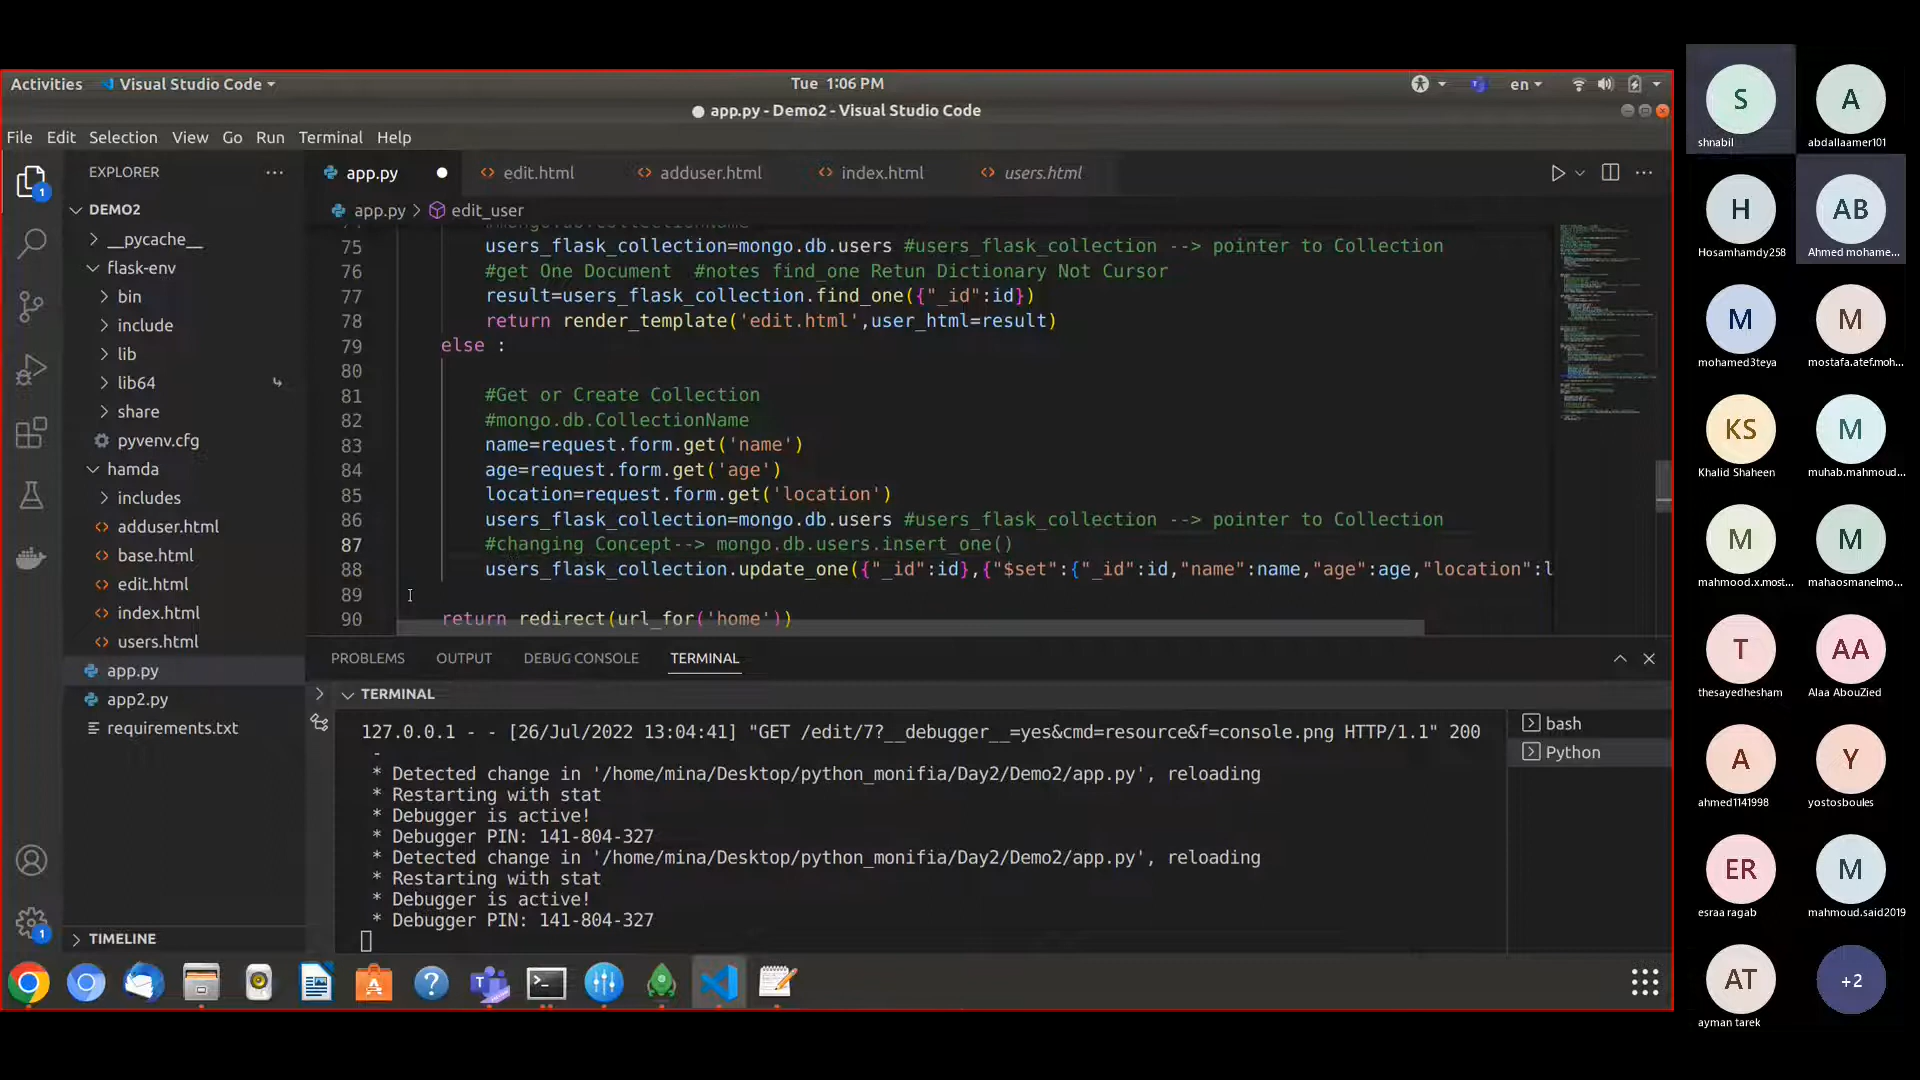 Activities
Visual Studio Code
Tue 1:06 PM
en
app.py - Demo2 - Visual Studio Code
File Edit Selection View Go Run Terminal Help
EXPLORER
DEMO2
__pycache__
flask-env
bin
include
lib
lib64
share
pyvenv.cfg
hamda
includes
adduser.html
base.html
edit.html
index.html
users.html
app.py
app2.py
requirements.txt
TIMELINE
1
1
app.py
edit.html
adduser.html
index.html
users.html
app.py > edit_user
75 users_flask_collection=mongo.db.users #users_flask_collection --> pointer to Collection
76 #get One Document  #notes find_one Retun Dictionary Not Cursor
77 result=users_flask_collection.find_one({"_id":id})
78 return render_template('edit.html',user_html=result)
79 else :
80
81 #Get or Create Collection
82 #mongo.db.CollectionName
83 name=request.form.get('name')
84 age=request.form.get('age')
85 location=request.form.get('location')
86 users_flask_collection=mongo.db.users #users_flask_collection --> pointer to Collection
87 #changing Concept--> mongo.db.users.insert_one()
88 users_flask_collection.update_one({"_id":id},{"$set":{"_id":id,"name":name,"age":age,"location":l
89
90 return redirect(url_for('home'))
PROBLEMS OUTPUT DEBUG CONSOLE TERMINAL
TERMINAL
127.0.0.1 - - [26/Jul/2022 13:04:41] "GET /edit/7?__debugger__=yes&cmd=resource&f=console.png HTTP/1.1" 200
-
* Detected change in '/home/mina/Desktop/python_monifia/Day2/Demo2/app.py', reloading
* Restarting with stat
* Debugger is active!
* Debugger PIN: 141-804-327
* Detected change in '/home/mina/Desktop/python_monifia/Day2/Demo2/app.py', reloading
* Restarting with stat
* Debugger is active!
* Debugger PIN: 141-804-327
bash
Python
S
shnabil
A
abdallaamer101
H
Hosamhamdy258
AB
Ahmed mohame...
M
mohamed3teya
M
mostafa.atef.moh...
KS
Khalid Shaheen
M
muhab.mahmoud...
M
mahmood.x.most...
M
mahaosmanelmo...
T
thesayedhesham
AA
Alaa AbouZied
A
ahmed1141998
Y
yostosboules
ER
esraa ragab
M
mahmoud.said2019
AT
ayman tarek
+2